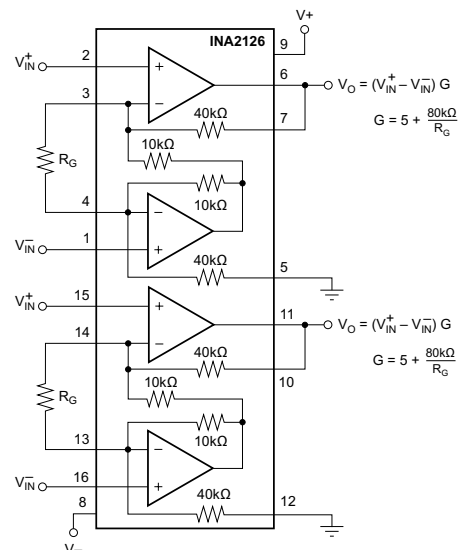 V+
INA2126
9
V+IN
2
6
VO = (V+IN – V–IN) G
3
40kΩ
7
G = 5 + 80kΩ/RG
10kΩ
RG
4
10kΩ
V–IN
1
40kΩ
5
V+IN
15
11
VO = (V+IN – V–IN) G
14
40kΩ
G = 5 + 80kΩ/RG
10
10kΩ
RG
13
10kΩ
V–IN
16
8
40kΩ
12
V–